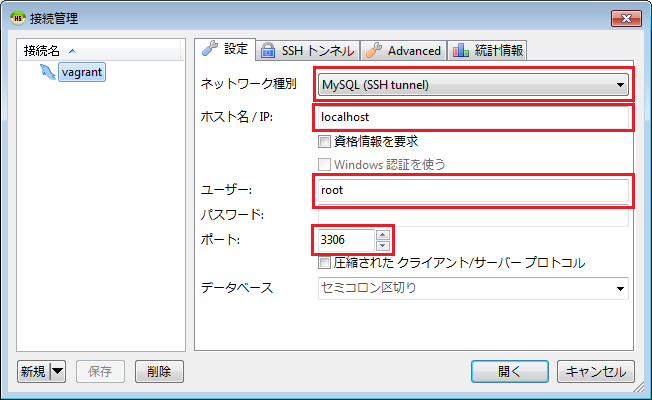 接続管理
接続名
vagrant
設定 SSH トンネル Advanced 統計情報
ネットワーク種別 MySQL (SSH tunnel)
ホスト名 / IP: localhost
資格情報を要求
Windows 認証を使う
ユーザー: root
パスワード:
ポート: 3306
圧縮された クライアント/サーバー プロトコル
データベース セミコロン区切り
新規 保存 削除 開く キャンセル